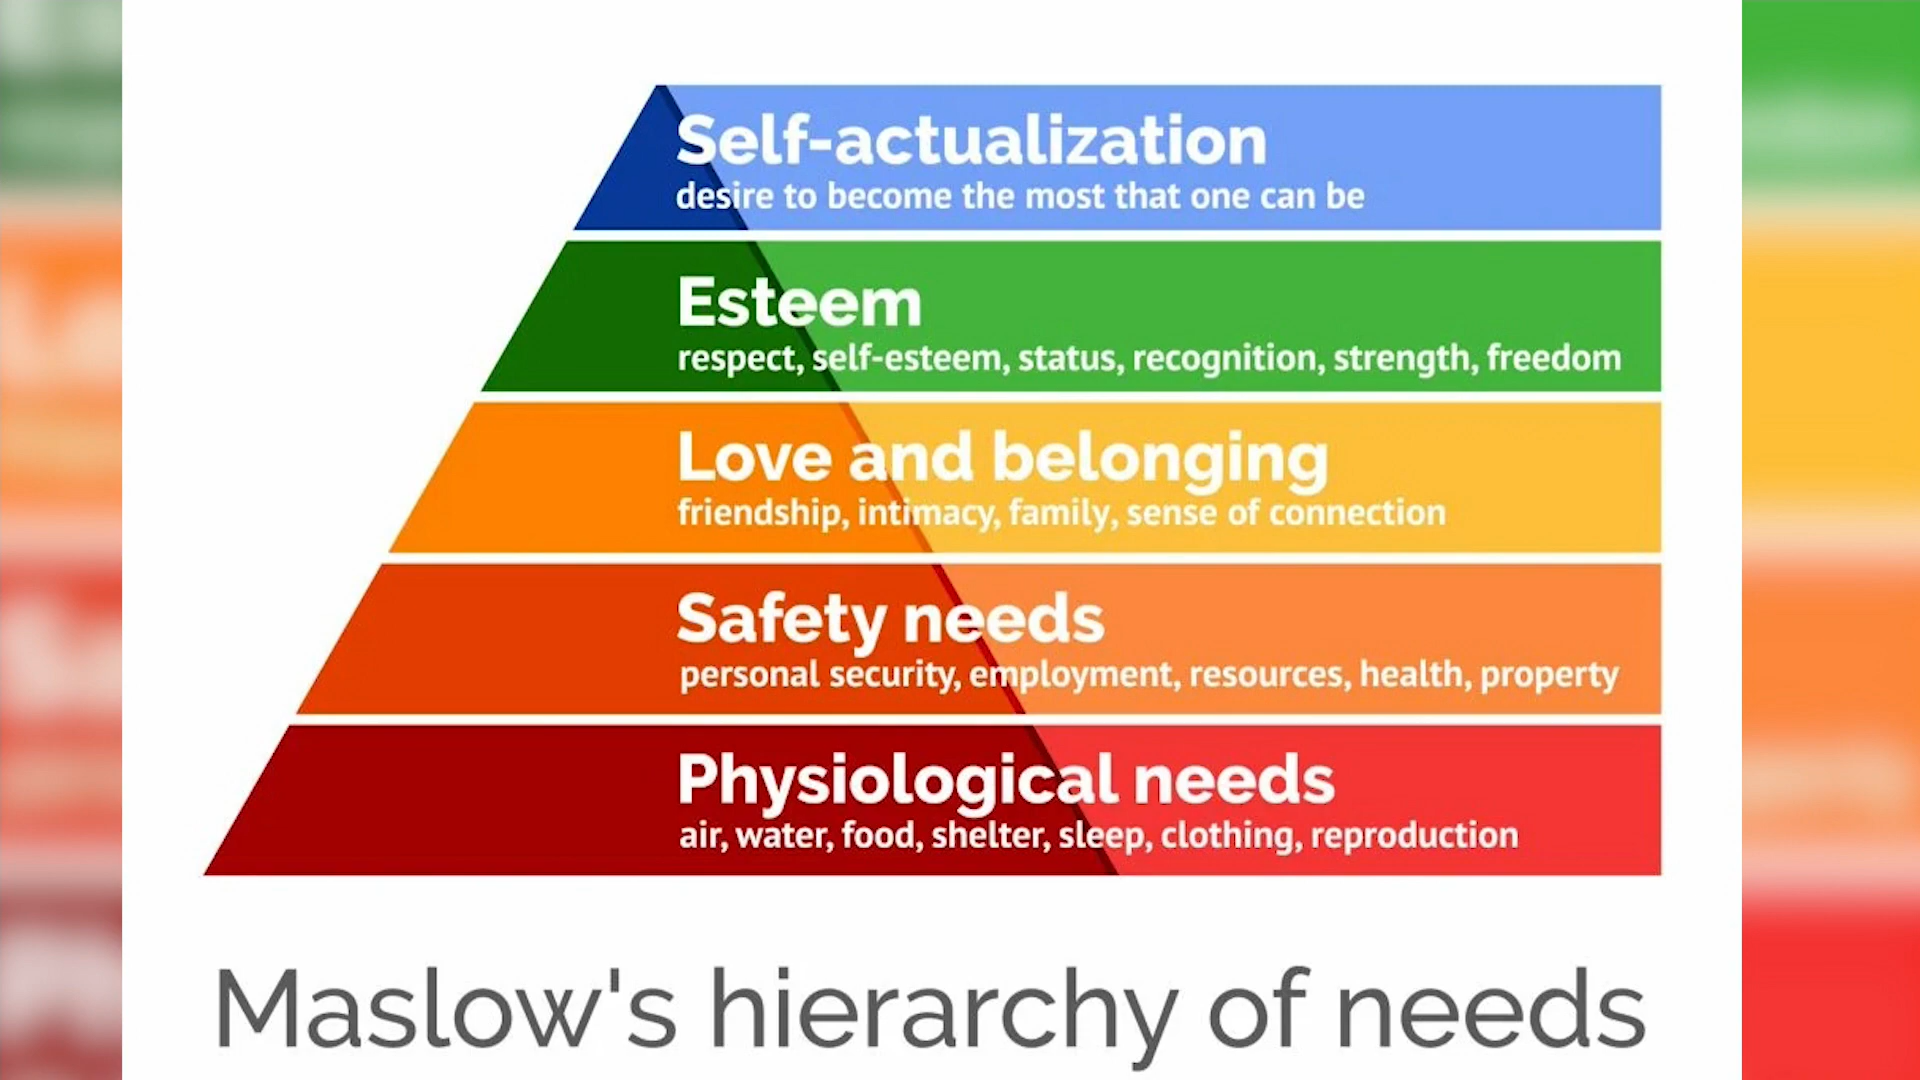 Self-actualization
desire to become the most that one can be
Esteem
respect, self-esteem, status, recognition, strength, freedom
Love and belonging
friendship, intimacy, family, sense of connection
Safety needs
personal security, employment, resources, health, property
Physiological needs
air, water, food, shelter, sleep, clothing, reproduction
Maslow's hierarchy of needs